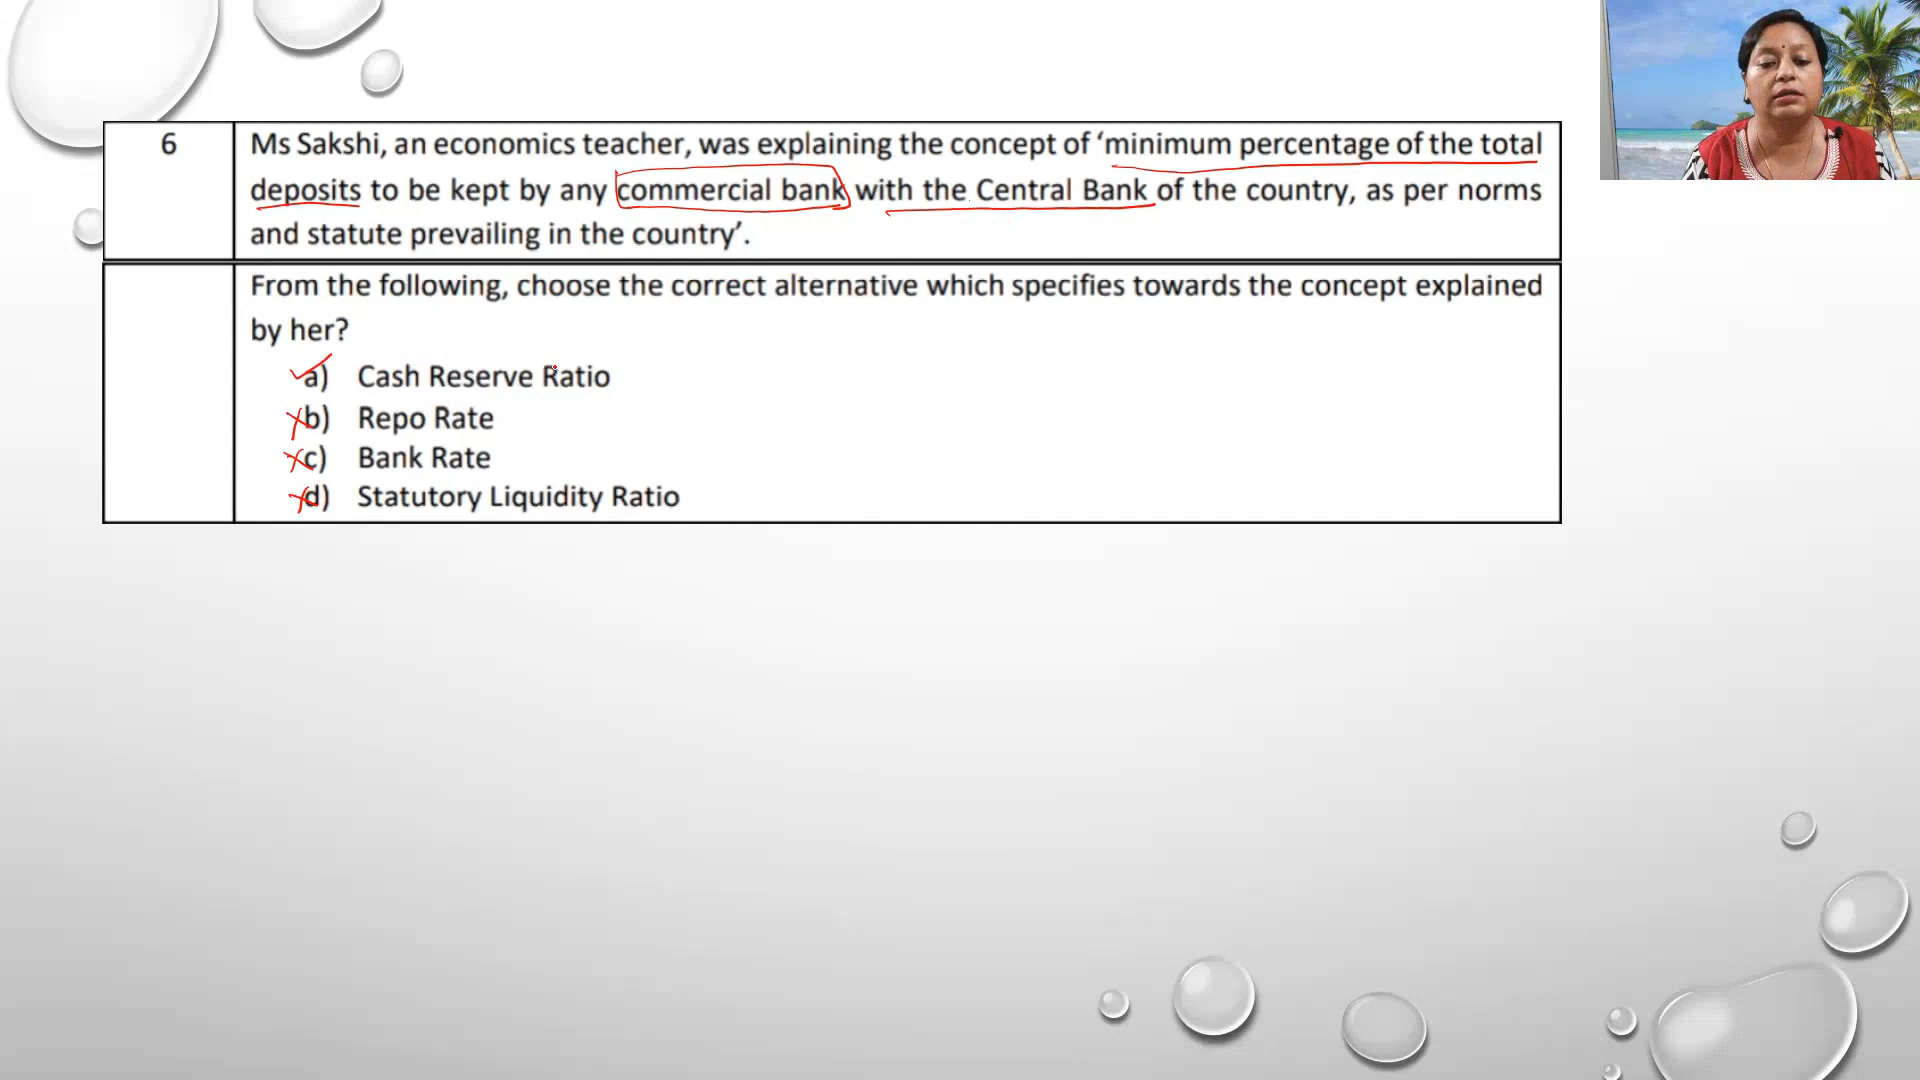 6
Ms Sakshi, an economics teacher, was explaining the concept of ‘minimum percentage of the total
deposits to be kept by any commercial bank with the Central Bank of the country, as per norms
and statute prevailing in the country’.
From the following, choose the correct alternative which specifies towards the concept explained
by her?
a) Cash Reserve Ratio
b) Repo Rate
c) Bank Rate
d) Statutory Liquidity Ratio